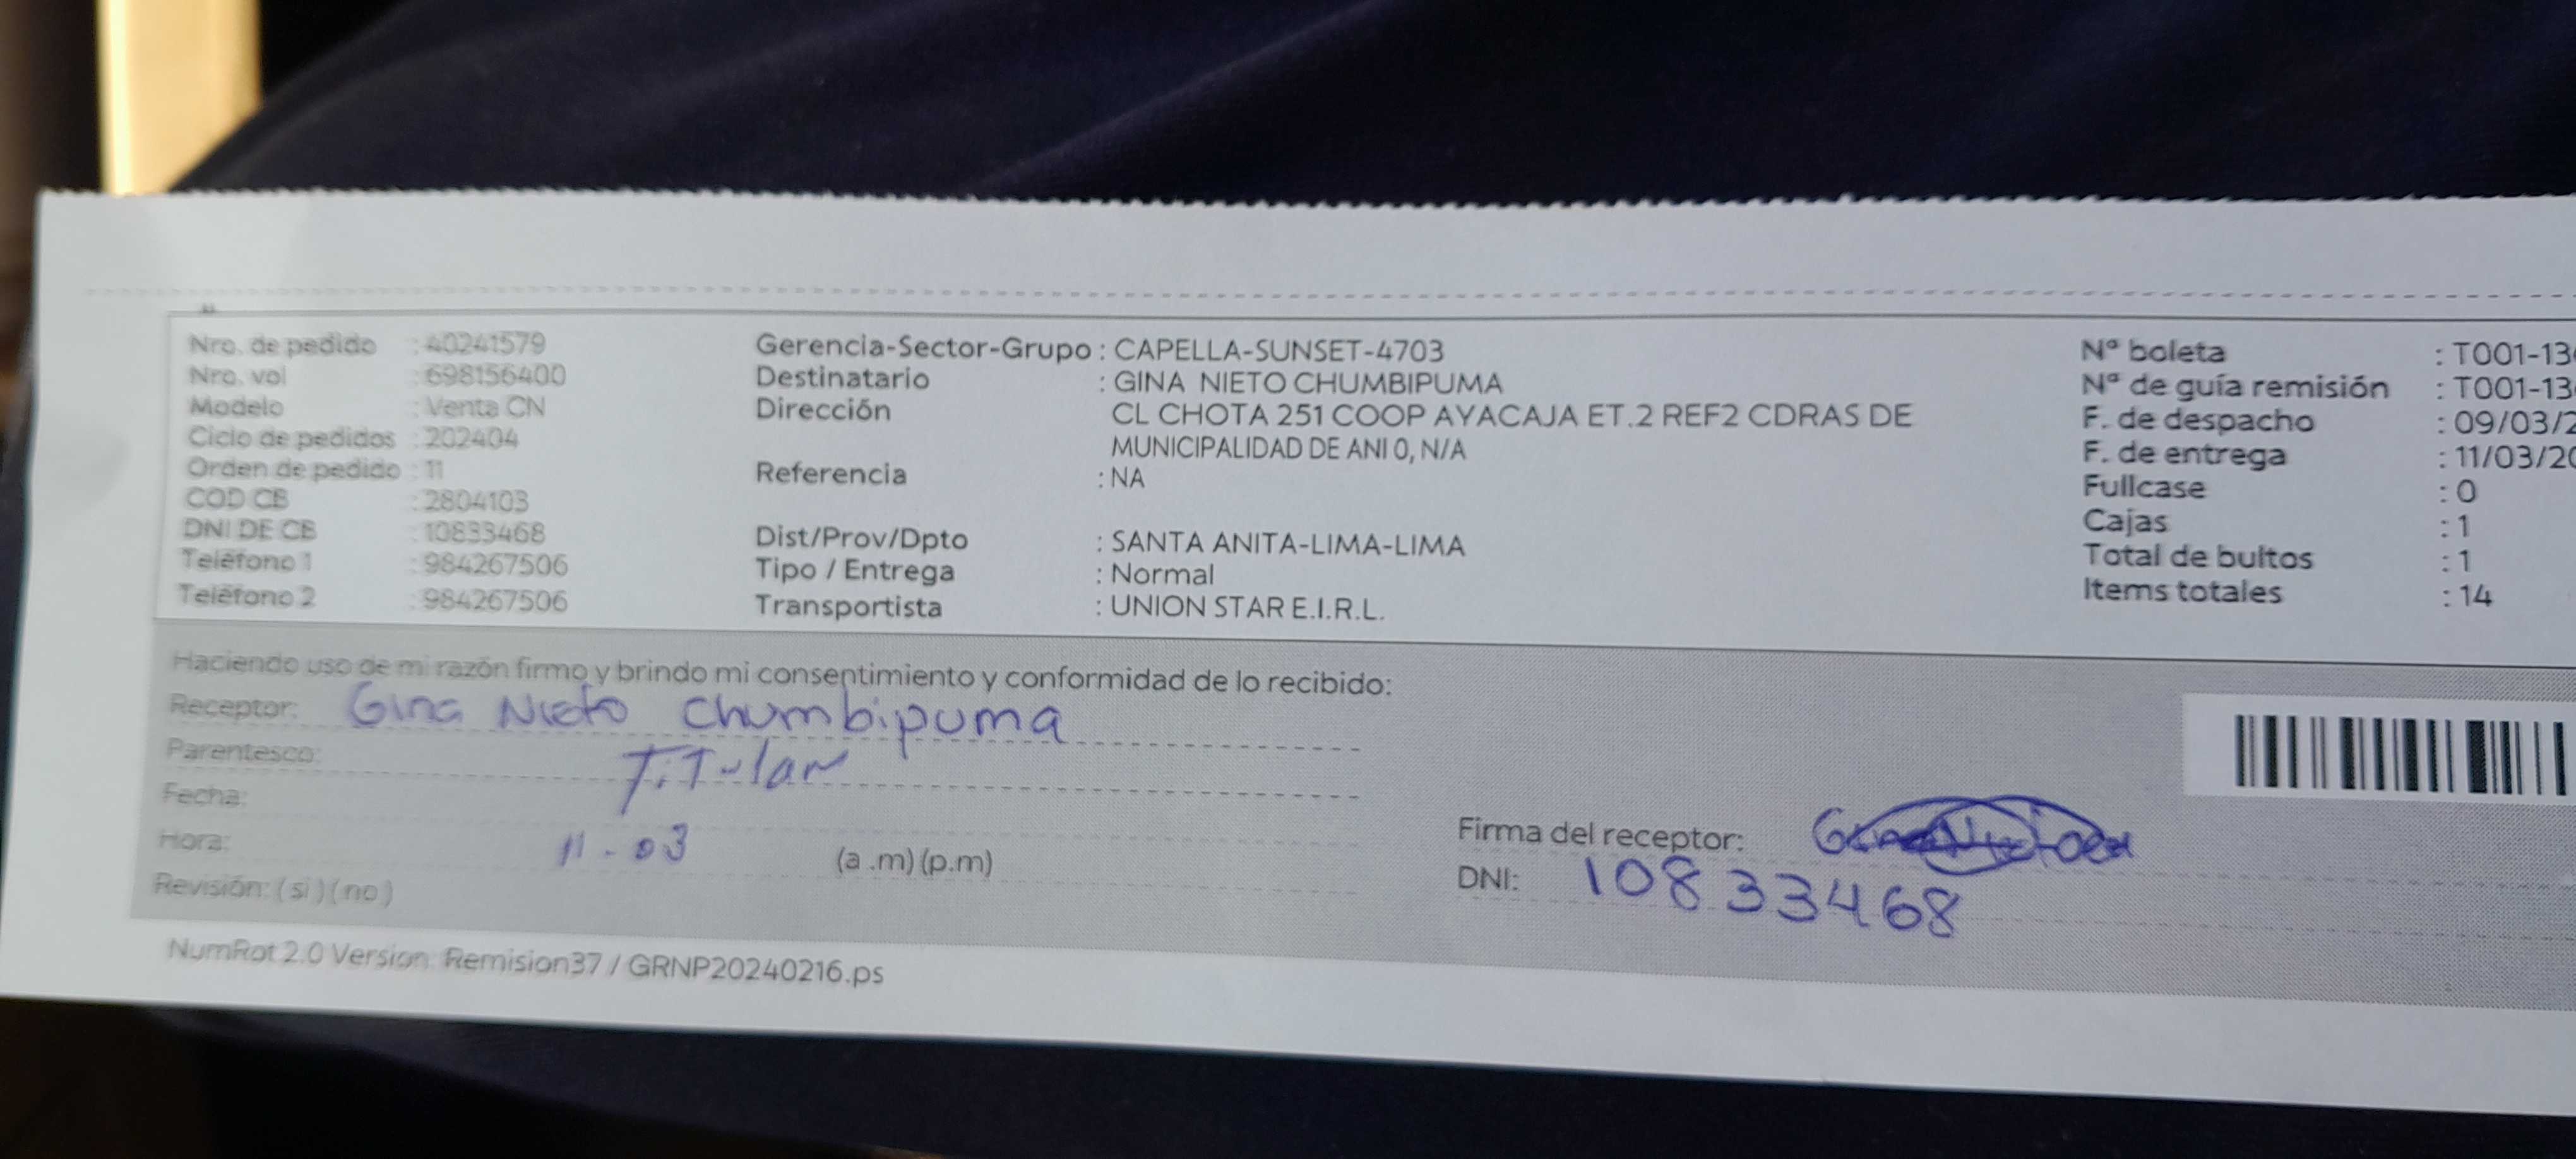 Nro. de pedido : 40241579
Nro. vol : 698156400
Modelo : Venta CN
Ciclo de pedidos : 202404
Orden de pedido : 11
COD CB : 2804103
DNI DE CB : 10833468
Teléfono 1 : 984267506
Teléfono 2 : 984267506
Gerencia-Sector-Grupo : CAPELLA-SUNSET-4703
Destinatario : GINA NIETO CHUMBIPUMA
Dirección CL CHOTA 251 COOP AYACAJA ET.2 REF2 CDRAS DE
MUNICIPALIDAD DE ANI 0, N/A
Referencia : NA
Dist/Prov/Dpto : SANTA ANITA-LIMA-LIMA
Tipo / Entrega : Normal
Transportista : UNION STAR E.I.R.L.
Nª boleta : T001-13
Nª de guía remisión : T001-13
F. de despacho : 09/03/2
F. de entrega : 11/03/20
Fullcase : 0
Cajas : 1
Total de bultos : 1
Items totales : 14
Haciendo uso de mi razón firmo y brindo mi consentimiento y conformidad de lo recibido:
Receptor: Gina Nieto Chumbipuma
Parentesco: Titular
Fecha:
Hora: 11-03 (a .m) (p.m)
Revisión: ( si ) ( no )
Firma del receptor:
DNI: 10833468
NumRot 2.0 Version: Remision37 / GRNP20240216.ps